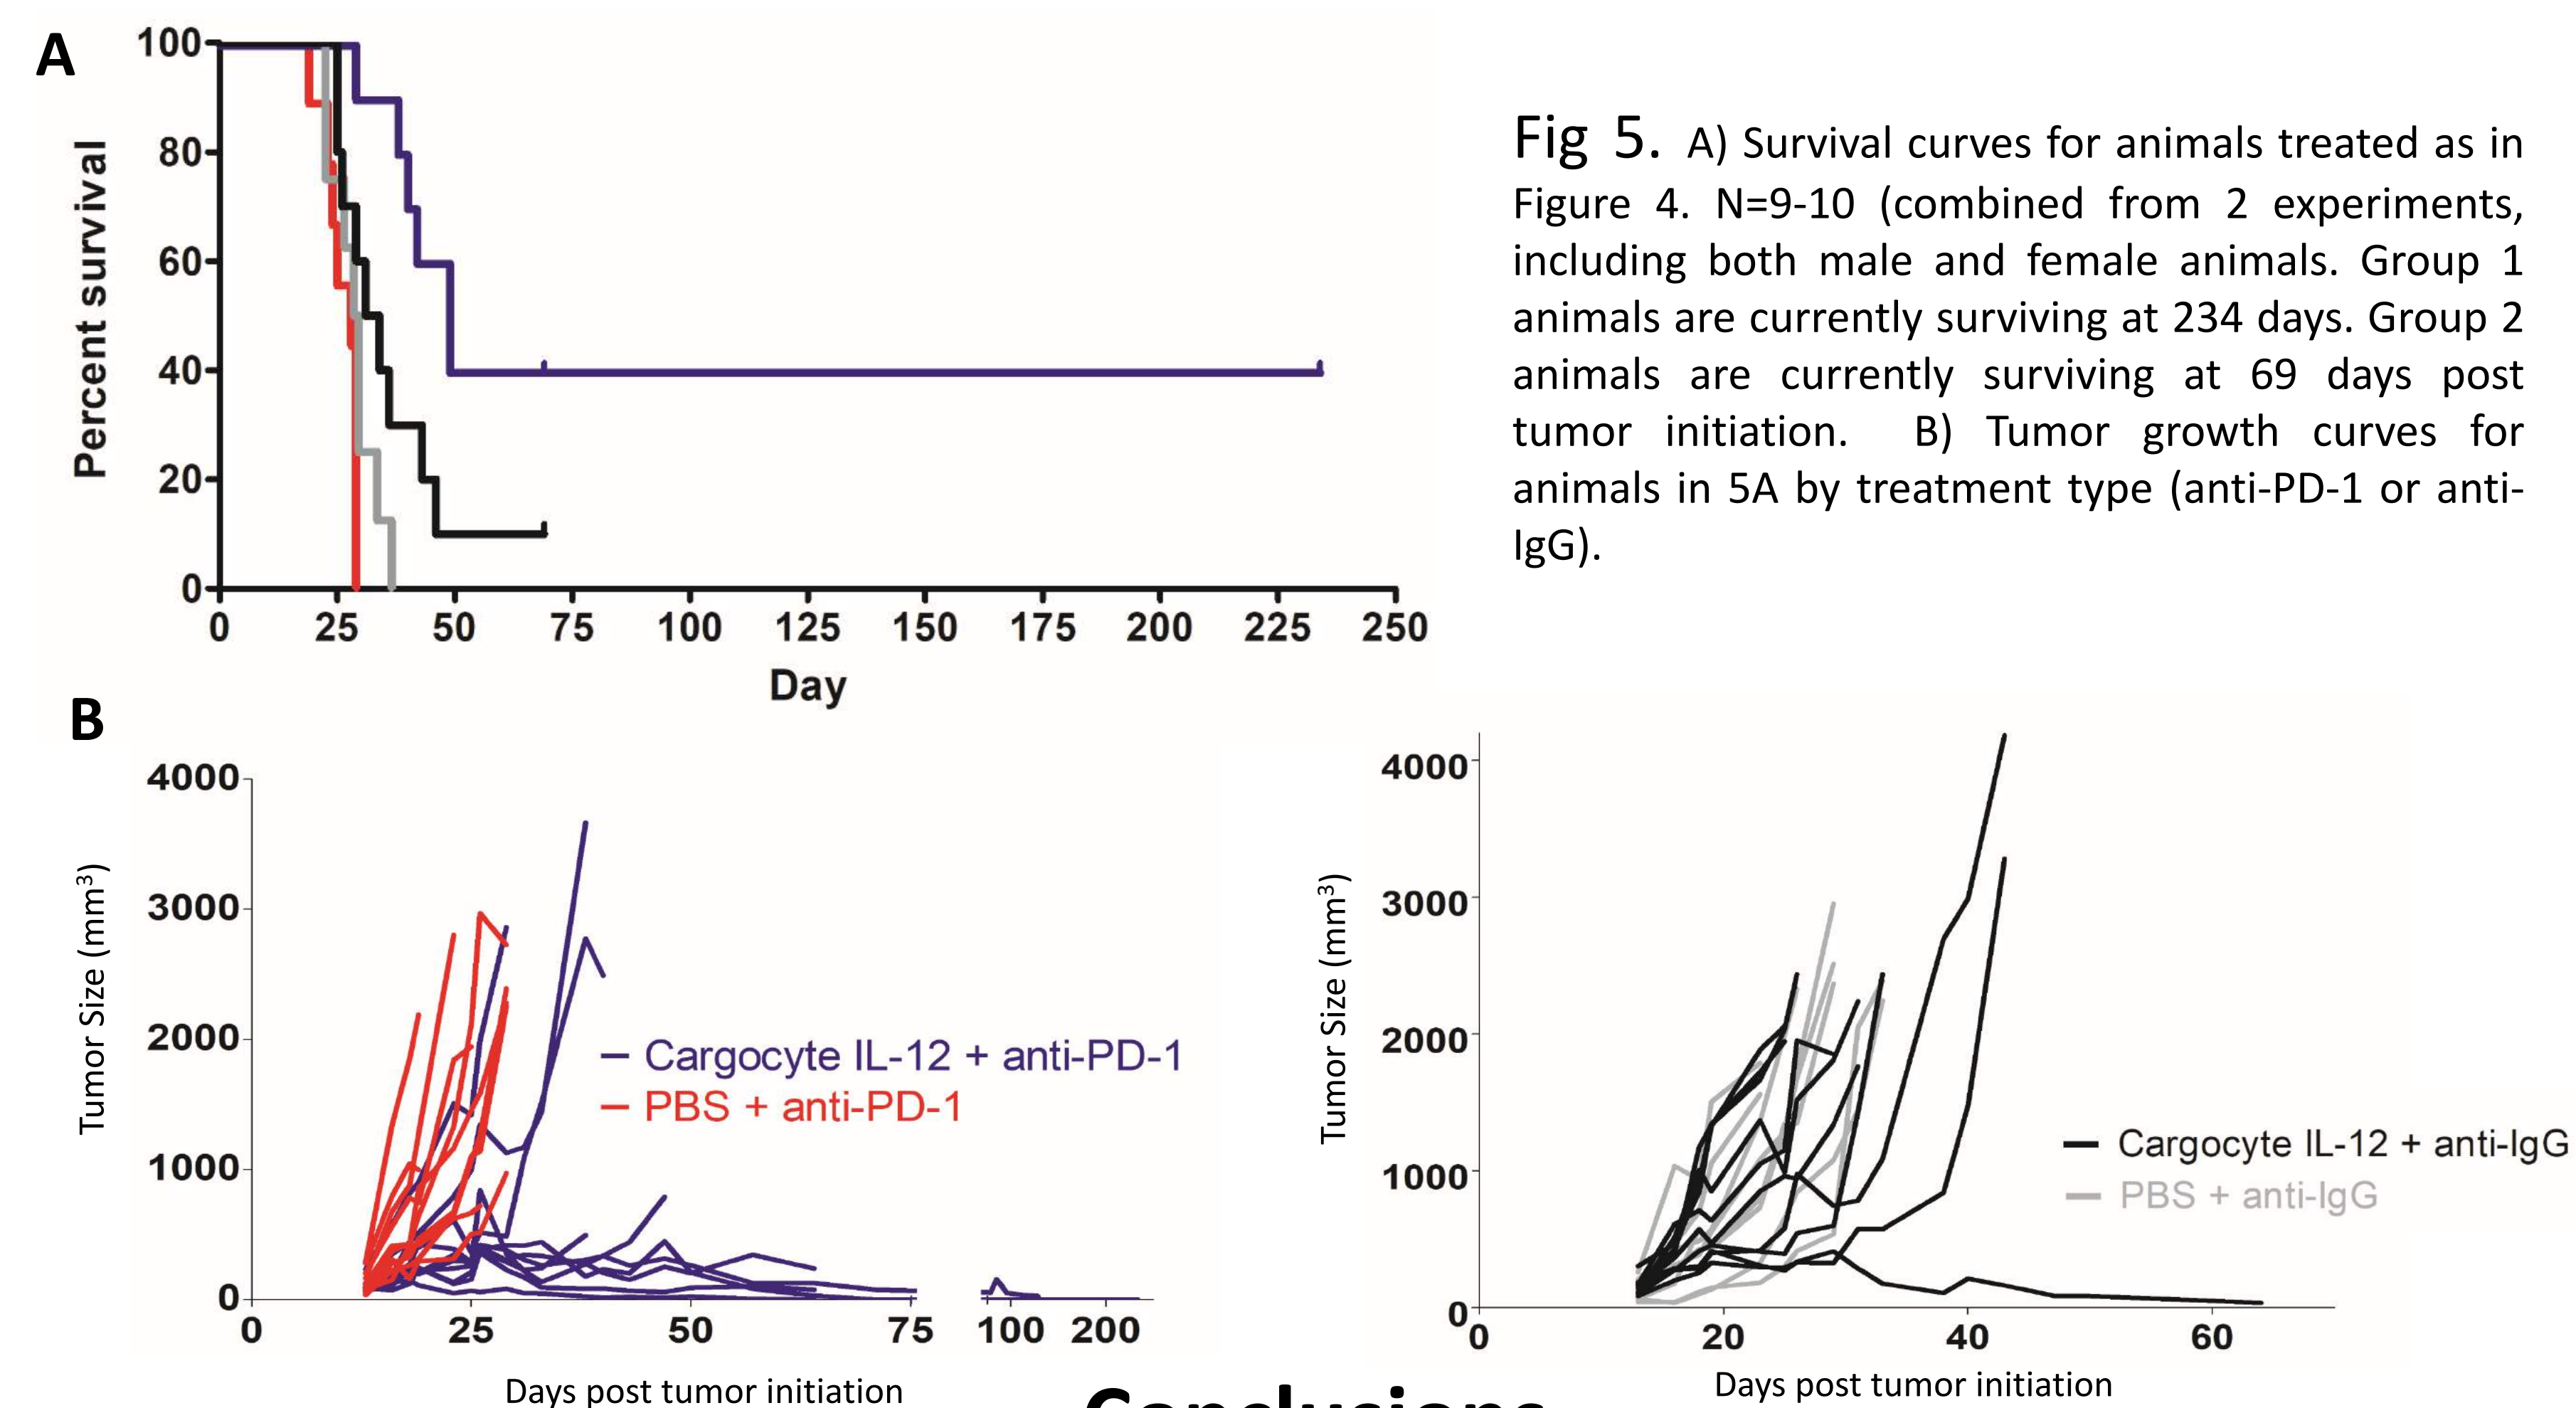 A
100
80
60
40
20
0
Percent survival
0 25 50 75 100 125 150 175 200 225 250
Day
Fig 5. A) Survival curves for animals treated as in
Figure 4. N=9-10 (combined from 2 experiments,
including both male and female animals. Group 1
animals are currently surviving at 234 days. Group 2
animals are currently surviving at 69 days post
tumor initiation. B) Tumor growth curves for
animals in 5A by treatment type (anti-PD-1 or anti-
IgG).
B
4000
3000
2000
1000
0
Tumor Size (mm³)
Cargocyte IL-12 + anti-PD-1
PBS + anti-PD-1
0 25 50 75 100 200
Days post tumor initiation
4000
3000
2000
1000
0
Tumor Size (mm³)
Cargocyte IL-12 + anti-IgG
PBS + anti-IgG
0 20 40 60
Days post tumor initiation
Conclusions